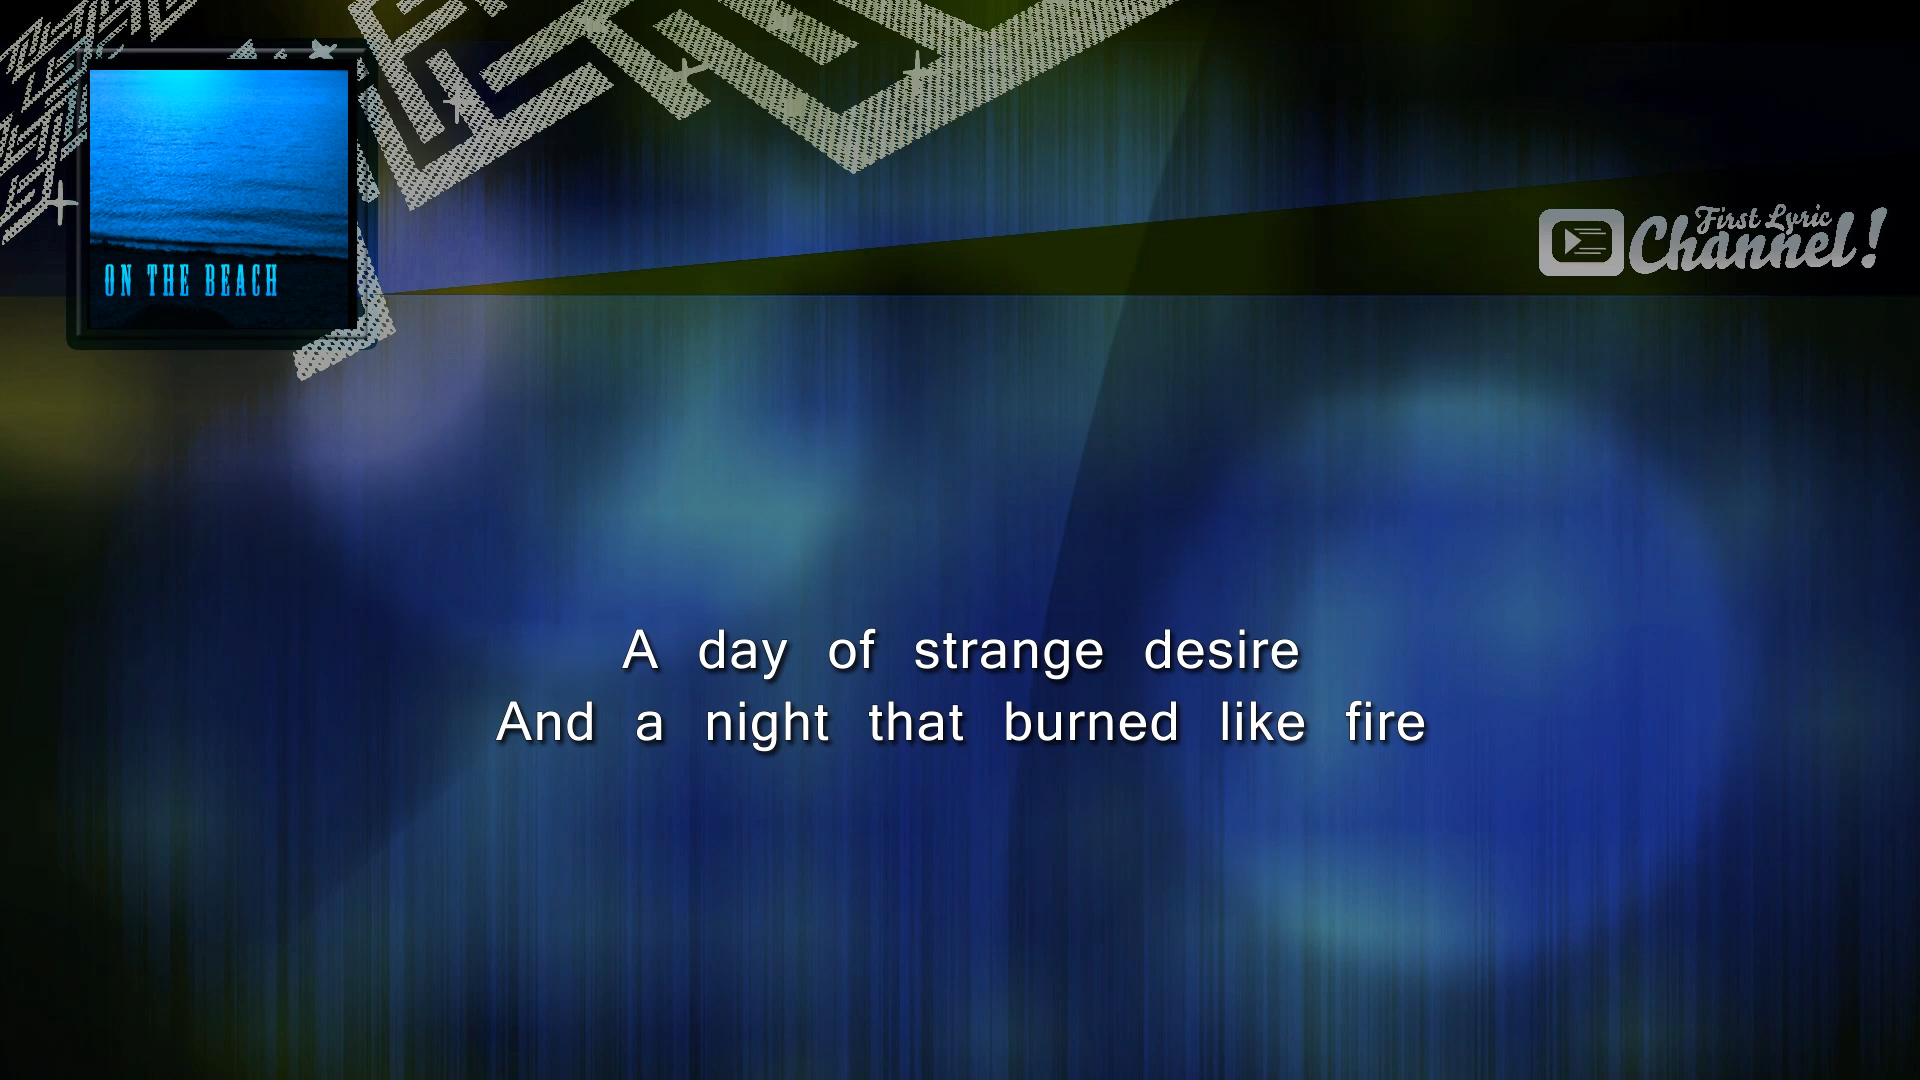 ON THE BEACH
First Lyric
Channel!
A day of strange desire
And a night that burned like fire